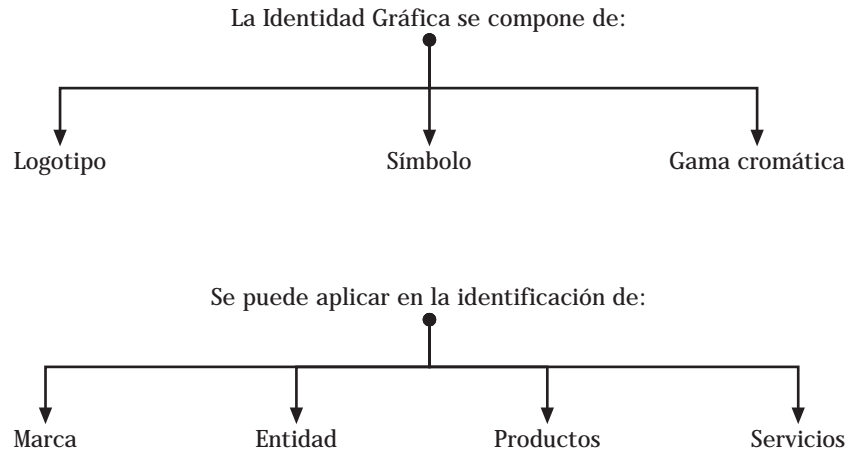 La Identidad Gráfica se compone de:
Logotipo Símbolo Gama cromática
Se puede aplicar en la identificación de:
Marca Entidad Productos Servicios